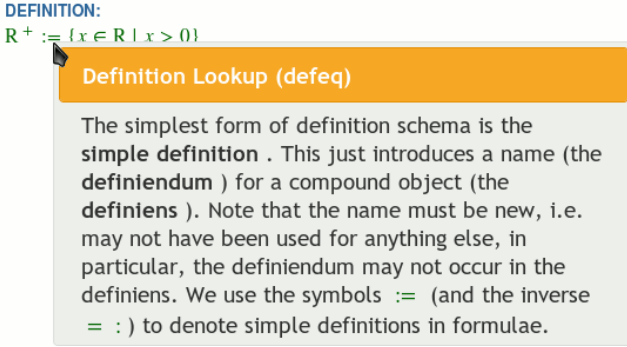 DEFINITION:
R⁺ := {x ∈ R | x > 0}
Definition Lookup (defeq)
The simplest form of definition schema is the
simple definition . This just introduces a name (the
definiendum ) for a compound object (the
definiens ). Note that the name must be new, i.e.
may not have been used for anything else, in
particular, the definiendum may not occur in the
definiens. We use the symbols := (and the inverse
= : ) to denote simple definitions in formulae.